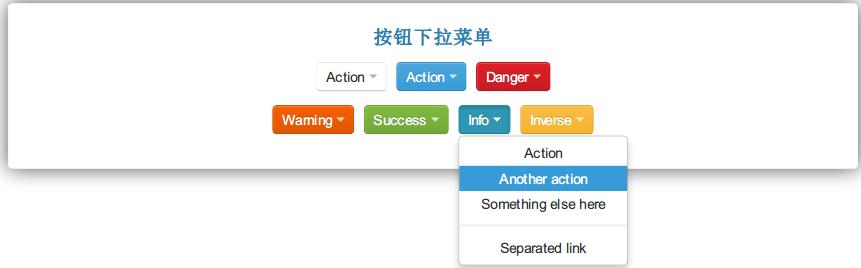 按钮下拉菜单
Action Action Danger
Warning Success Info Inverse
Action
Another action
Something else here
Separated link